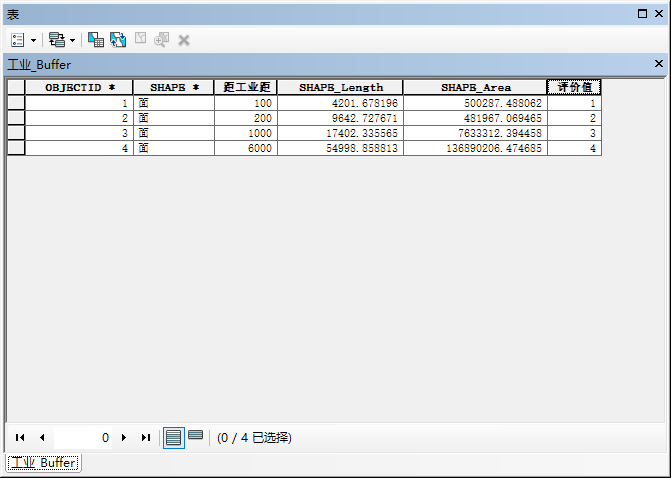 表
工业_Buffer
OBJECTID * SHAPE * 距工业距 SHAPE_Length SHAPE_Area 评价值
1 面 100 4201.678196 500287.488062 1
2 面 200 9642.727671 481967.069465 2
3 面 1000 17402.335565 7633312.394458 3
4 面 6000 54998.858813 136890206.474685 4
0 (0 / 4 已选择)
工业_Buffer